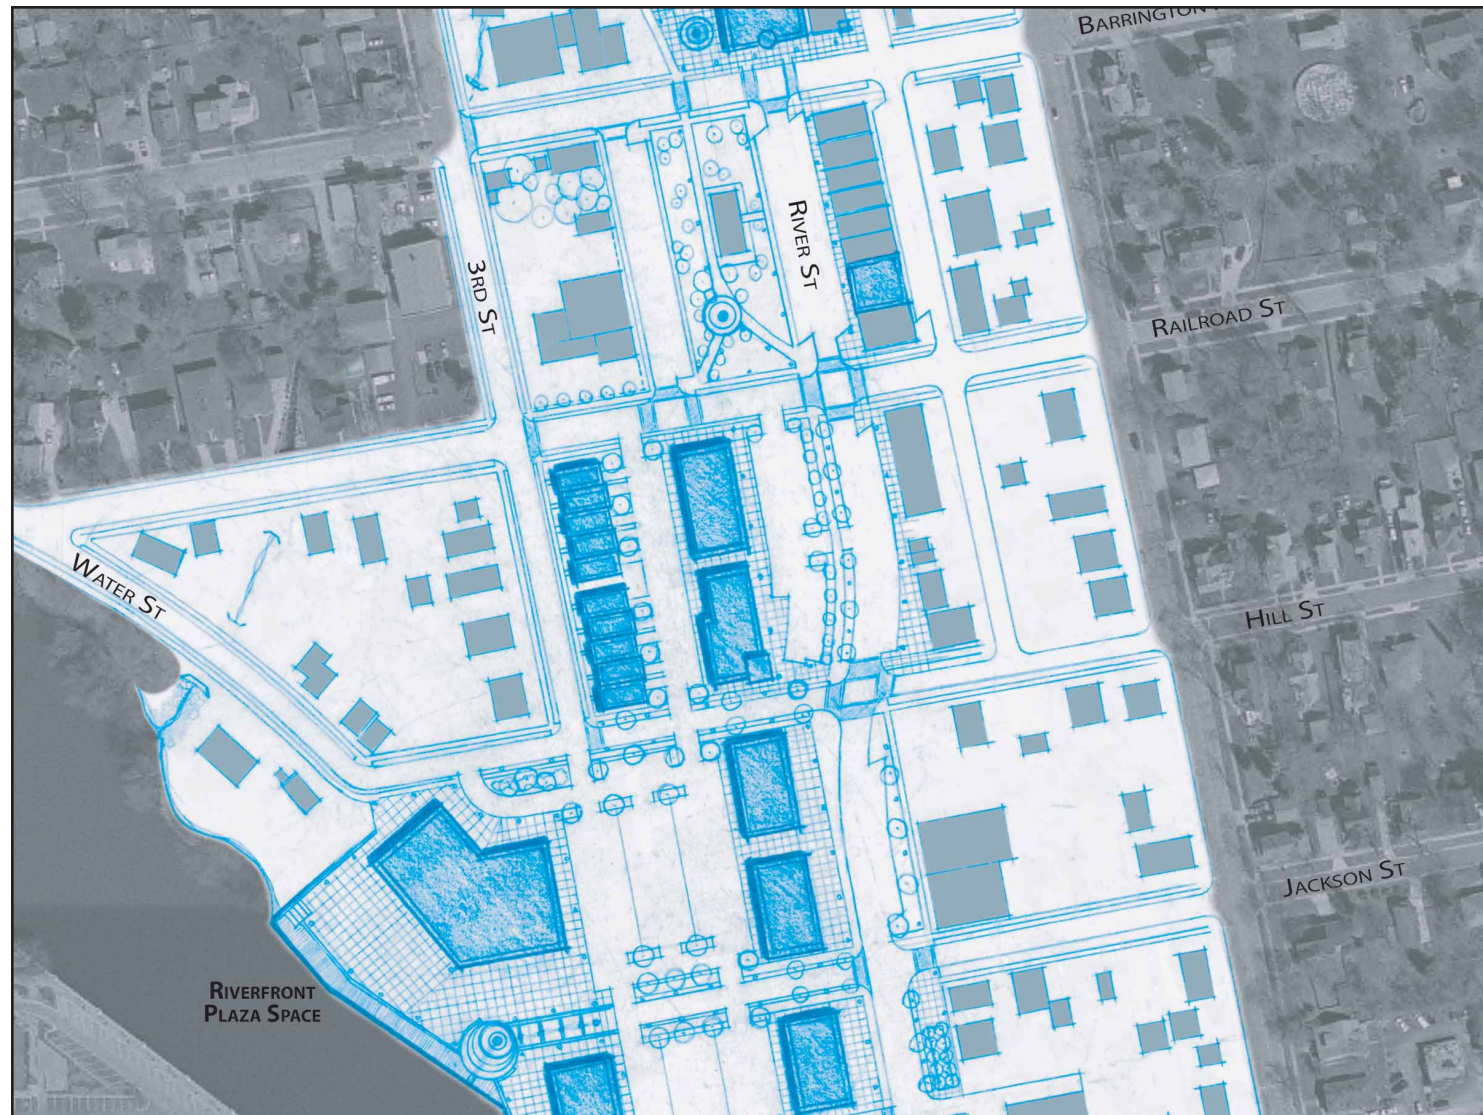 BARRINGTON
RIVER ST
3RD ST
RAILROAD ST
WATER ST
HILL ST
JACKSON ST
RIVERFRONT
PLAZA SPACE